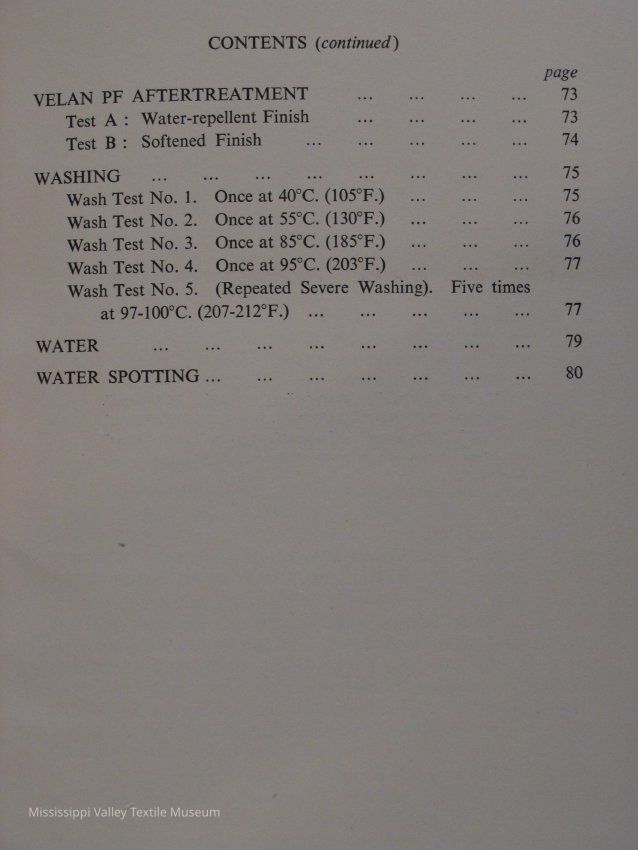 CONTENTS (continued)
page
VELAN PF AFTERTREATMENT ... ... ... ... 73
Test A : Water-repellent Finish ... ... ... ... 73
Test B : Softened Finish ... ... ... ... ... 74
WASHING ... ... ... ... ... ... ... ... 75
Wash Test No. 1. Once at 40°C. (105°F.) ... ... ... 75
Wash Test No. 2. Once at 55°C. (130°F.) ... ... ... 76
Wash Test No. 3. Once at 85°C. (185°F.) ... ... ... 76
Wash Test No. 4. Once at 95°C. (203°F.) ... ... ... 77
Wash Test No. 5. (Repeated Severe Washing). Five times
at 97-100°C. (207-212°F.) ... ... ... ... ... 77
WATER ... ... ... ... ... ... ... ... 79
WATER SPOTTING ... ... ... ... ... ... ... 80
Mississippi Valley Textile Museum